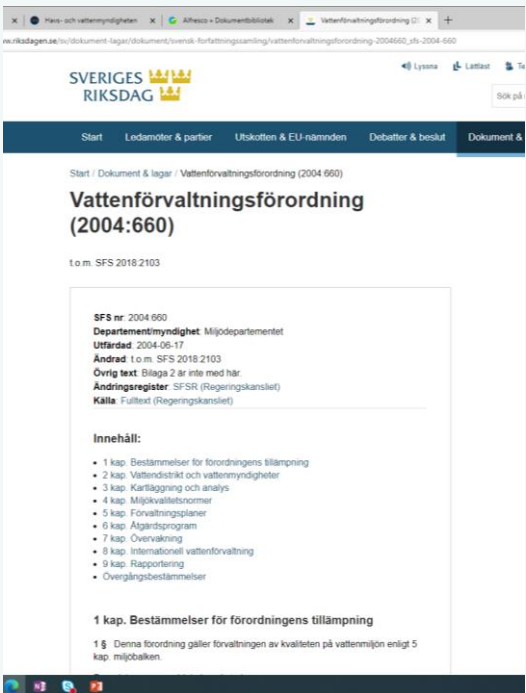 Havs- och vattenmyndigheten
Alfresco » Dokumentbibliotek
Vattenförvaltningsförordning (2
w.riksdagen.se/sv/dokument-lagar/dokument/svensk-forfattningssamling/vattenforvaltningsforordning-2004660_sfs-2004-660
Lyssna Lättläst Te
SVERIGES
RIKSDAG
Sök på
Start Ledamöter & partier Utskotten & EU-nämnden Debatter & beslut Dokument &
Start / Dokument & lagar / Vattenförvaltningsförordning (2004:660)
Vattenförvaltningsförordning
(2004:660)
t.o.m. SFS 2018:2103
SFS nr: 2004:660
Departement/myndighet: Miljödepartementet
Utfärdad: 2004-06-17
Ändrad: t.o.m. SFS 2018:2103
Övrig text: Bilaga 2 är inte med här.
Ändringsregister: SFSR (Regeringskansliet)
Källa: Fulltext (Regeringskansliet)
Innehåll:
• 1 kap. Bestämmelser för förordningens tillämpning
• 2 kap. Vattendistrikt och vattenmyndigheter
• 3 kap. Kartläggning och analys
• 4 kap. Miljökvalitetsnormer
• 5 kap. Förvaltningsplaner
• 6 kap. Åtgärdsprogram
• 7 kap. Övervakning
• 8 kap. Internationell vattenförvaltning
• 9 kap. Rapportering
• Övergångsbestämmelser
1 kap. Bestämmelser för förordningens tillämpning
1 § Denna förordning gäller förvaltningen av kvaliteten på vattenmiljön enligt 5
kap. miljöbalken.